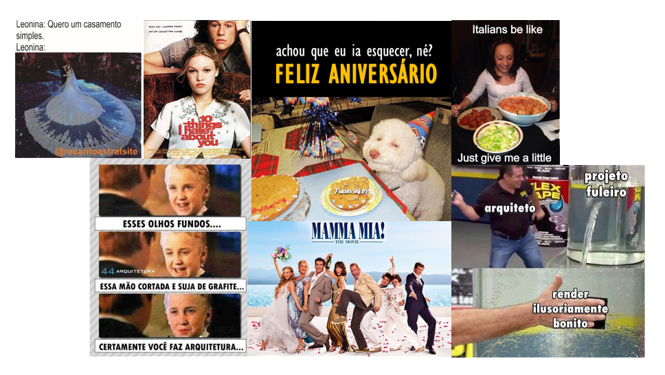 Leonina: Quero um casamento
simples.
Leonina:
@recantoastralsite
10
things
i hate
about
you
achou que eu ia esquecer, né?
FELIZ ANIVERSÁRIO
Italians be like
Just give me a little
ESSES OLHOS FUNDOS....
44 ARQUITETURA
ESSA MÃO CORTADA E SUJA DE GRAFITE...
CERTAMENTE VOCÊ FAZ ARQUITETURA...
MAMMA MIA!
THE MOVIE
arquiteto
FLEX
TAPE
projeto
fuleiro
render
ilusoriamente
bonito